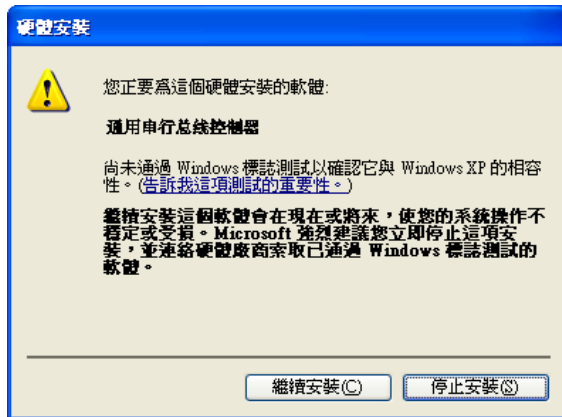 硬體安裝
您正要為這個硬體安裝的軟體:
通用串行总线控制器
尚未通過 Windows 標誌測試以確認它與 Windows XP 的相容
性。(告訴我這項測試的重要性。)
繼續安裝這個軟體會在現在或將來,使您的系統操作不
穩定或受損。Microsoft 強烈建議您立即停止這項安
裝,並連絡硬體廠商索取已通過 Windows 標誌測試的
軟體。
繼續安裝(C)
停止安裝(S)